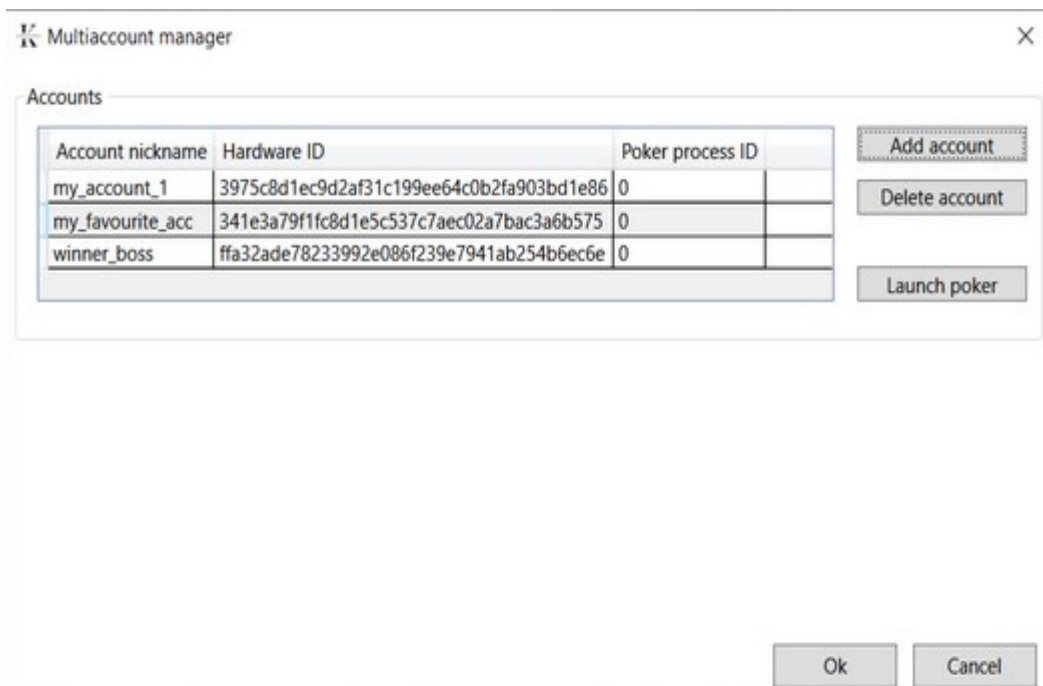 Multiaccount manager
Accounts
Account nickname Hardware ID Poker process ID
my_account_1 3975c8d1ec9d2af31c199ee64c0b2fa903bd1e86 0
my_favourite_acc 341e3a79f1fc8d1e5c537c7aec02a7bac3a6b575 0
winner_boss ffa32ade78233992e086f239e7941ab254b6ec6e 0
Add account
Delete account
Launch poker
Ok Cancel